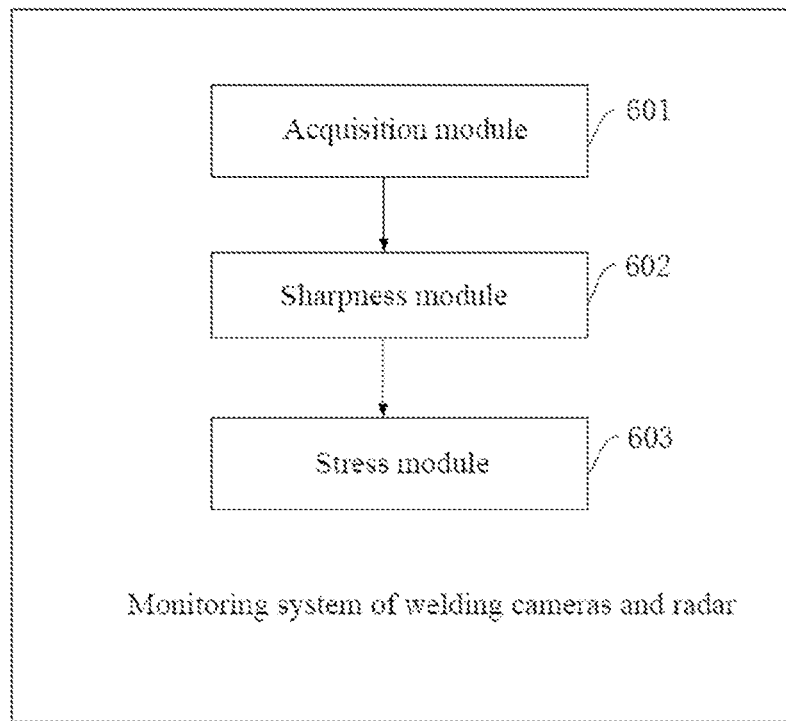 Acquisition module
601
Sharpness module
602
Stress module
603
Monitoring system of welding cameras and radar